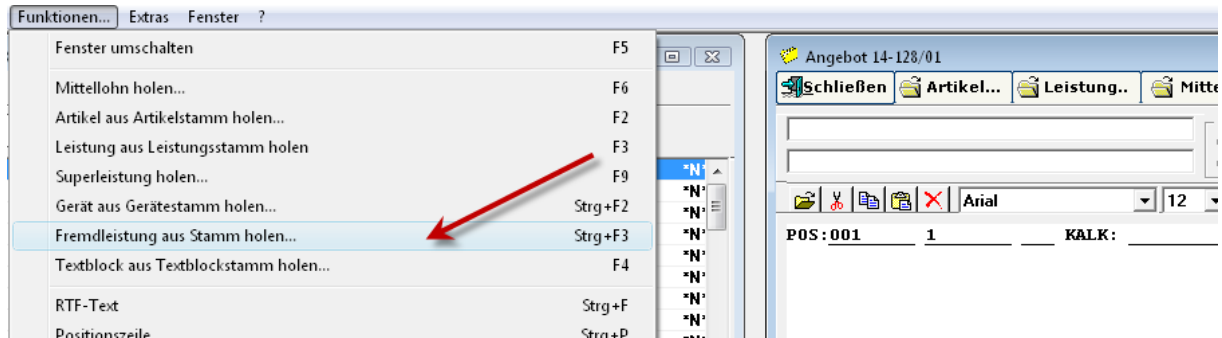 Funktionen... Extras Fenster ?
Fenster umschalten F5
Mittellohn holen... F6
Artikel aus Artikelstamm holen... F2
Leistung aus Leistungsstamm holen F3
Superleistung holen... F9
Gerät aus Gerätestamm holen... Strg+F2
Fremdleistung aus Stamm holen... Strg+F3
Textblock aus Textblockstamm holen... F4
RTF-Text Strg+F
Positionszeile Strg+P
*N*
*N*
*N*
*N*
*N*
*N*
*N*
*N*
Angebot 14-128/01
Schließen Artikel... Leistung.. Mitte
Arial 12
POS:001 1 KALK: